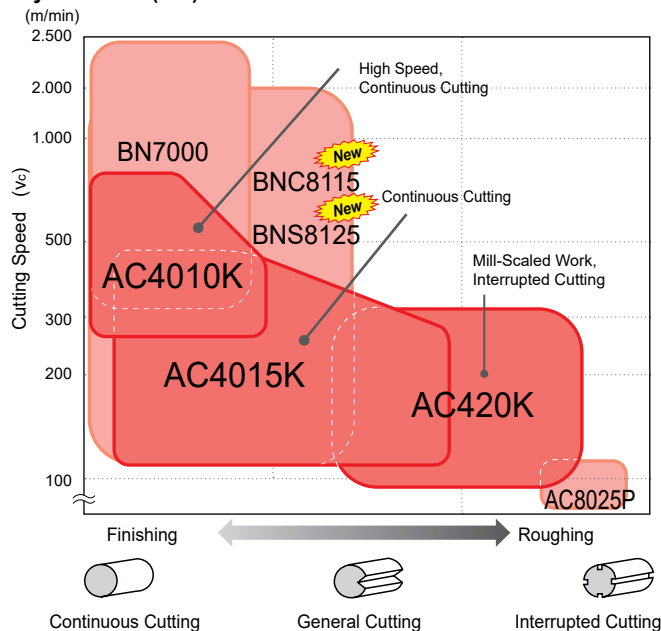 (m/min)
2.500
2.000
1.000
500
300
200
100
Cutting Speed (vc)
High Speed,
Continuous Cutting
BN7000
New
BNC8115
New
Continuous Cutting
BNS8125
Mill-Scaled Work,
Interrupted Cutting
AC4010K
AC4015K
AC420K
AC8025P
Finishing
Roughing
Continuous Cutting
General Cutting
Interrupted Cutting